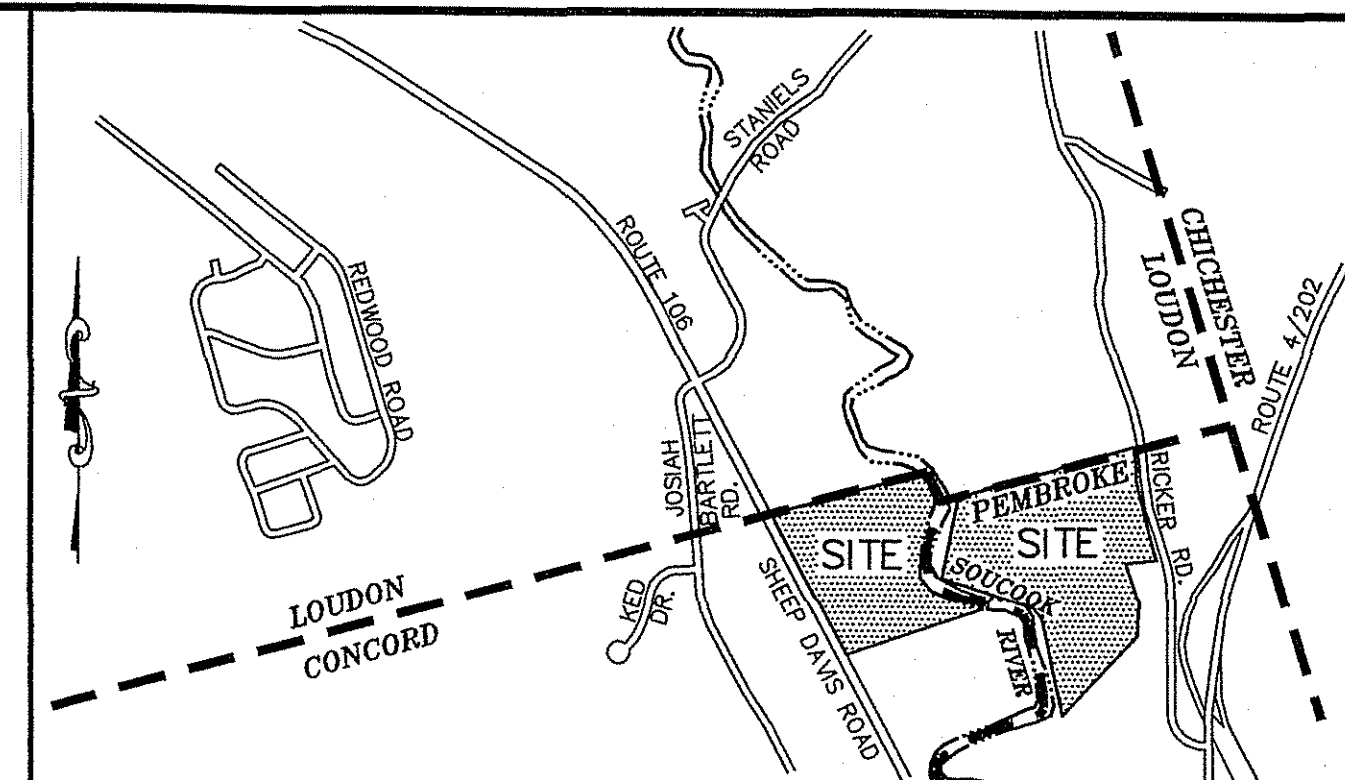 STANIELS
ROAD
ROUTE 106
REDWOOD ROAD
CHICHESTER
LOUDON
ROUTE 4/202
JOSIAH
BARTLETT
RD.
PEMBROKE
RICKER RD.
SITE
SITE
SOUCOOK
RIVER
KED
DR.
SHEEP DAVIS ROAD
LOUDON
CONCORD